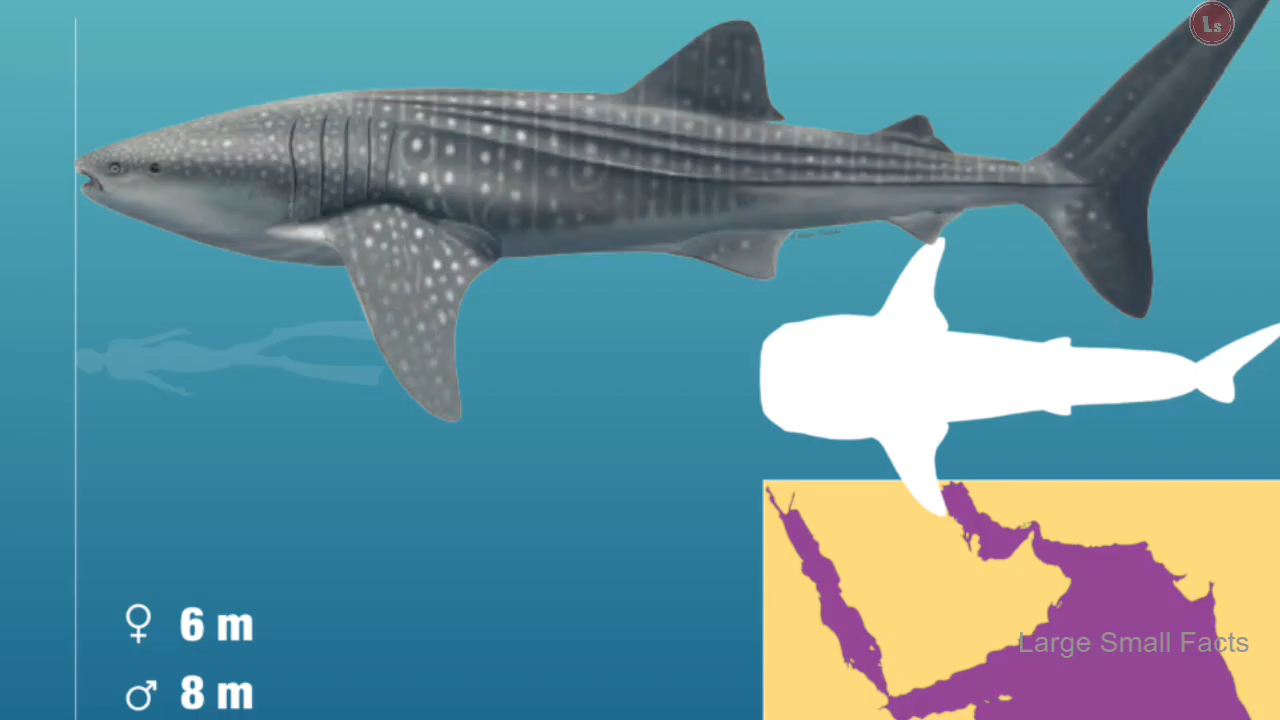 Ls
♀ 6 m
♂ 8 m
Large Small Facts